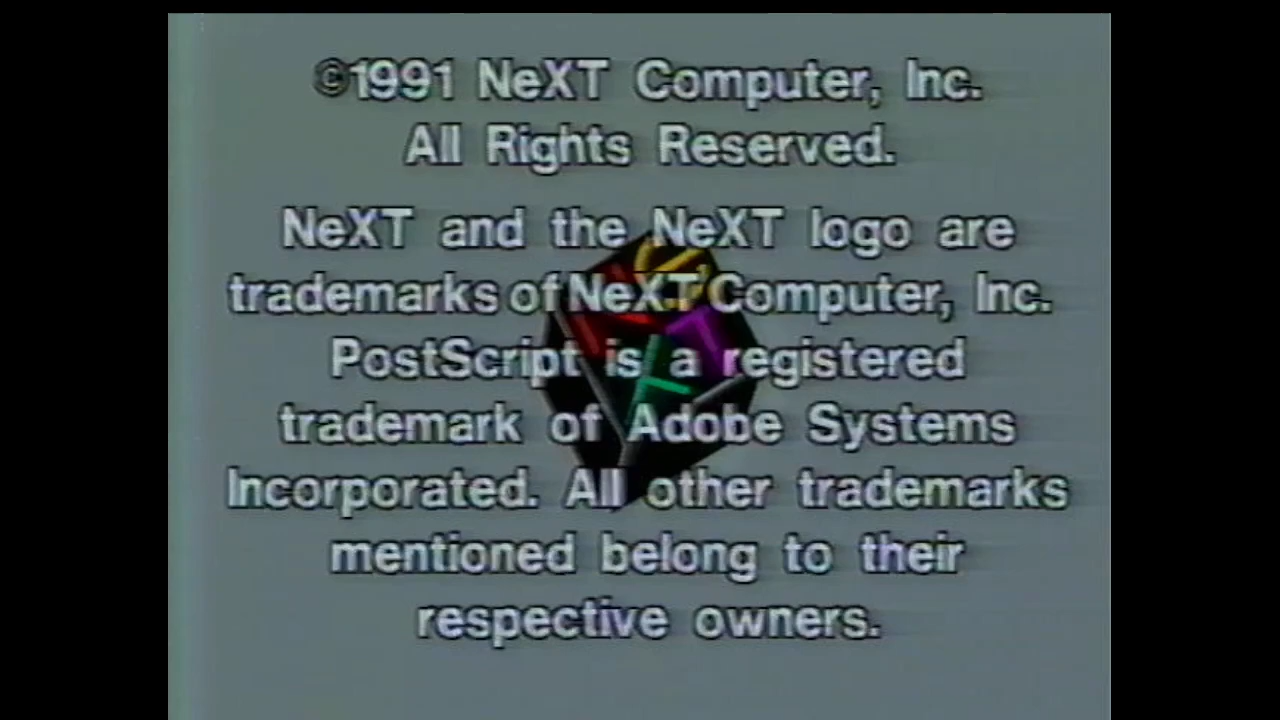 ©1991 NeXT Computer, Inc.
All Rights Reserved.
NeXT and the NeXT logo are
trademarks of NeXT Computer, Inc.
PostScript is a registered
trademark of Adobe Systems
Incorporated. All other trademarks
mentioned belong to their
respective owners.